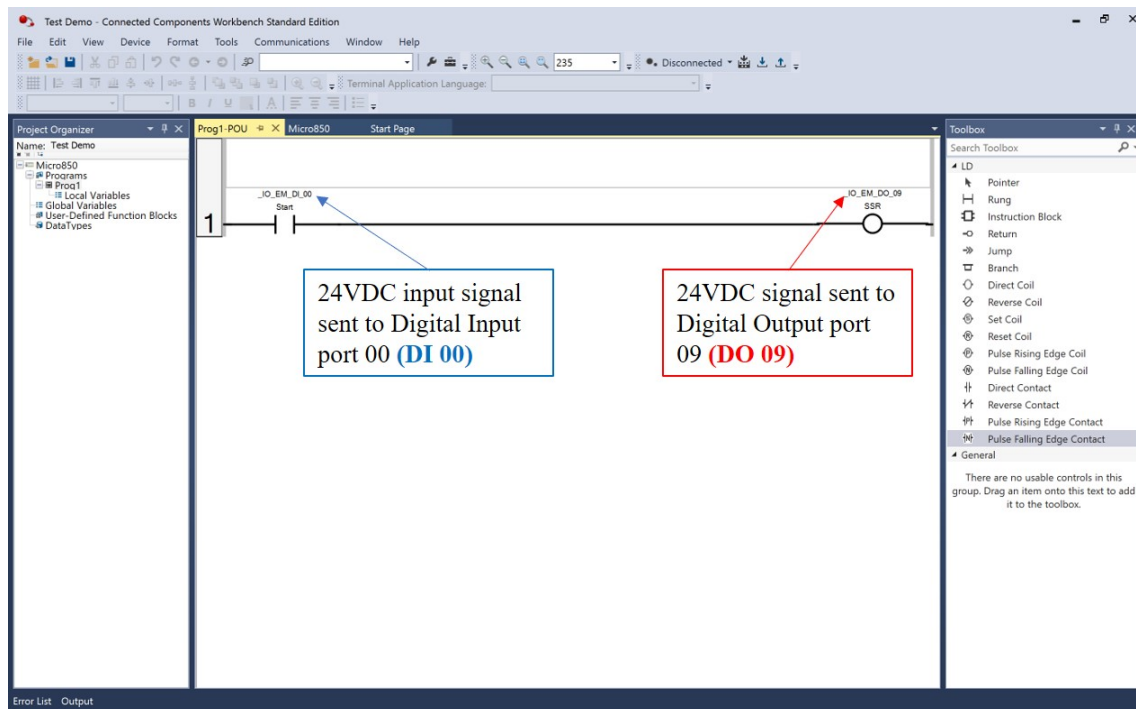 Test Demo - Connected Components Workbench Standard Edition
File Edit View Device Format Tools Communications Window Help
235
Disconnected
Terminal Application Language:
B I U A
Project Organizer
Name: Test Demo
Micro850
Programs
Prog1
Local Variables
Global Variables
User-Defined Function Blocks
DataTypes
Prog1-POU Micro850 Start Page
_IO_EM_DI_00
Start
1
_IO_EM_DO_09
SSR
24VDC input signal
sent to Digital Input
port 00 (DI 00)
24VDC signal sent to
Digital Output port
09 (DO 09)
Toolbox
Search Toolbox
LD
Pointer
Rung
Instruction Block
Return
Jump
Branch
Direct Coil
Reverse Coil
Set Coil
Reset Coil
Pulse Rising Edge Coil
Pulse Falling Edge Coil
Direct Contact
Reverse Contact
Pulse Rising Edge Contact
Pulse Falling Edge Contact
General
There are no usable controls in this
group. Drag an item onto this text to add
it to the toolbox.
Error List Output